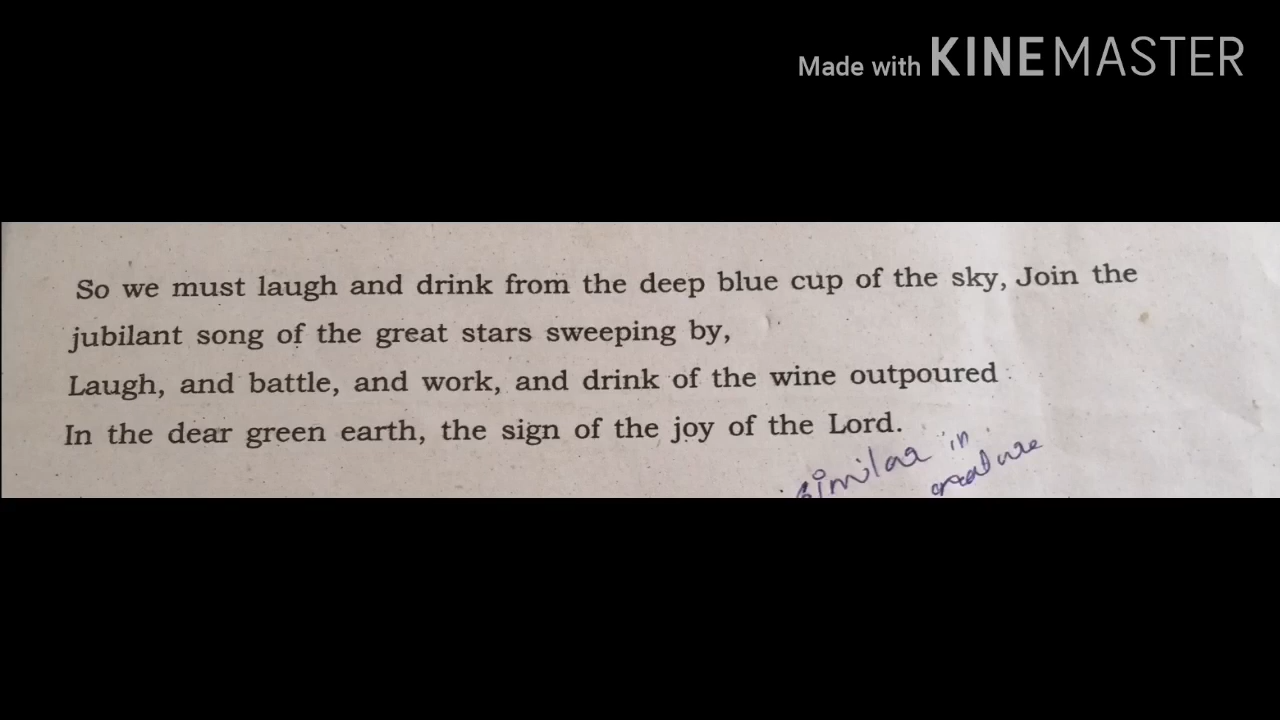 Made with KINEMASTER
So we must laugh and drink from the deep blue cup of the sky, Join the
jubilant song of the great stars sweeping by,
Laugh, and battle, and work, and drink of the wine outpoured
In the dear green earth, the sign of the joy of the Lord.
similar in